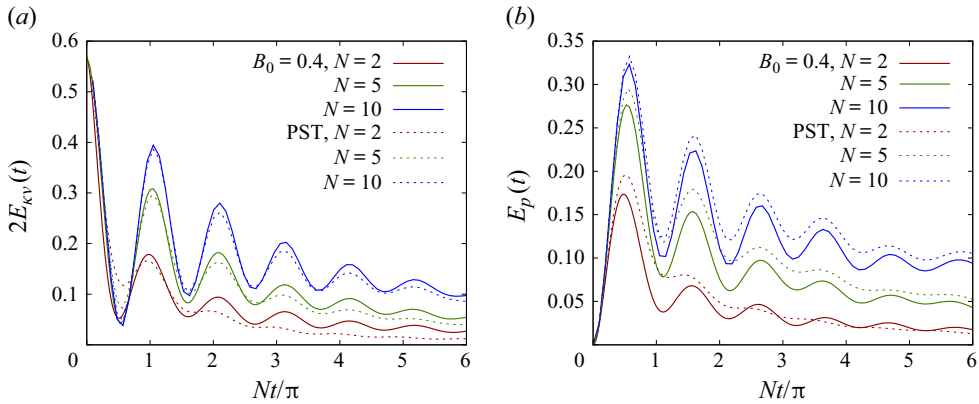 (a)
0.6
0.5
0.4
0.3
0.2
0.1
0
1
2
3
4
5
6
2E_{κv}(t)
Nt/π
B_0 = 0.4, N = 2
N = 5
N = 10
PST, N = 2
N = 5
N = 10
(b)
0.35
0.30
0.25
0.20
0.15
0.10
0.05
0
1
2
3
4
5
6
E_p(t)
Nt/π
B_0 = 0.4, N = 2
N = 5
N = 10
PST, N = 2
N = 5
N = 10